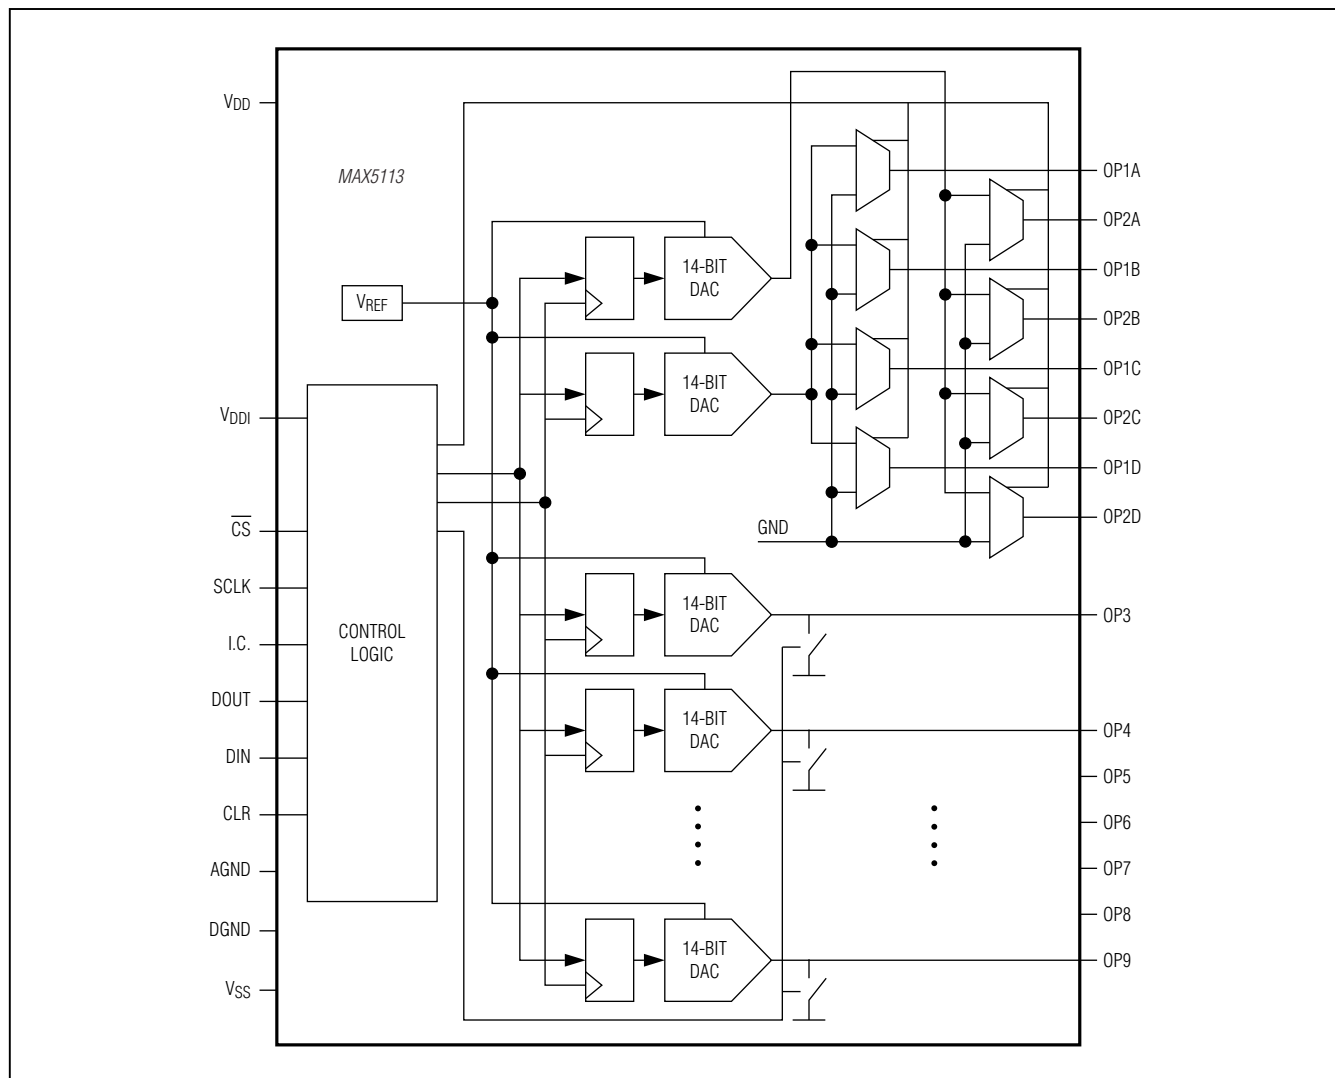 VDD
MAX5113
VREF
VDDI
CS
SCLK
I.C.
DOUT
DIN
CLR
AGND
DGND
VSS
CONTROL
LOGIC
14-BIT
DAC
14-BIT
DAC
GND
14-BIT
DAC
14-BIT
DAC
14-BIT
DAC
OP1A
OP2A
OP1B
OP2B
OP1C
OP2C
OP1D
OP2D
OP3
OP4
OP5
OP6
OP7
OP8
OP9